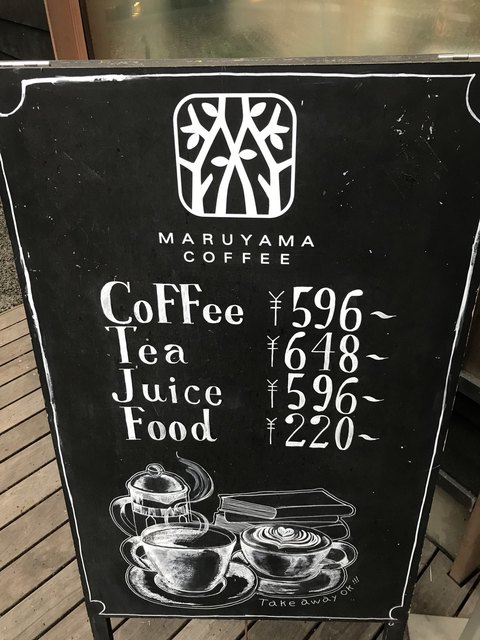 MARUYAMA
COFFEE
CoFFee ¥596~
Tea ¥648~
Juice ¥596~
Food ¥220~
Take away OK!!!